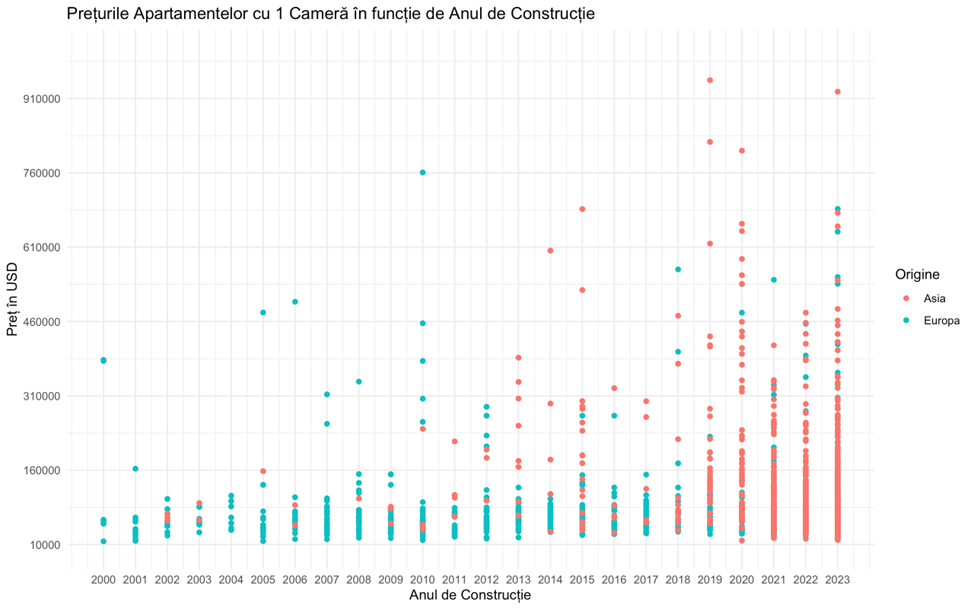 Prețurile Apartamentelor cu 1 Cameră în funcție de Anul de Construcție
Preț în USD
910000
760000
610000
460000
310000
160000
10000
2000 2001 2002 2003 2004 2005 2006 2007 2008 2009 2010 2011 2012 2013 2014 2015 2016 2017 2018 2019 2020 2021 2022 2023
Anul de Construcție
Origine
Asia
Europa